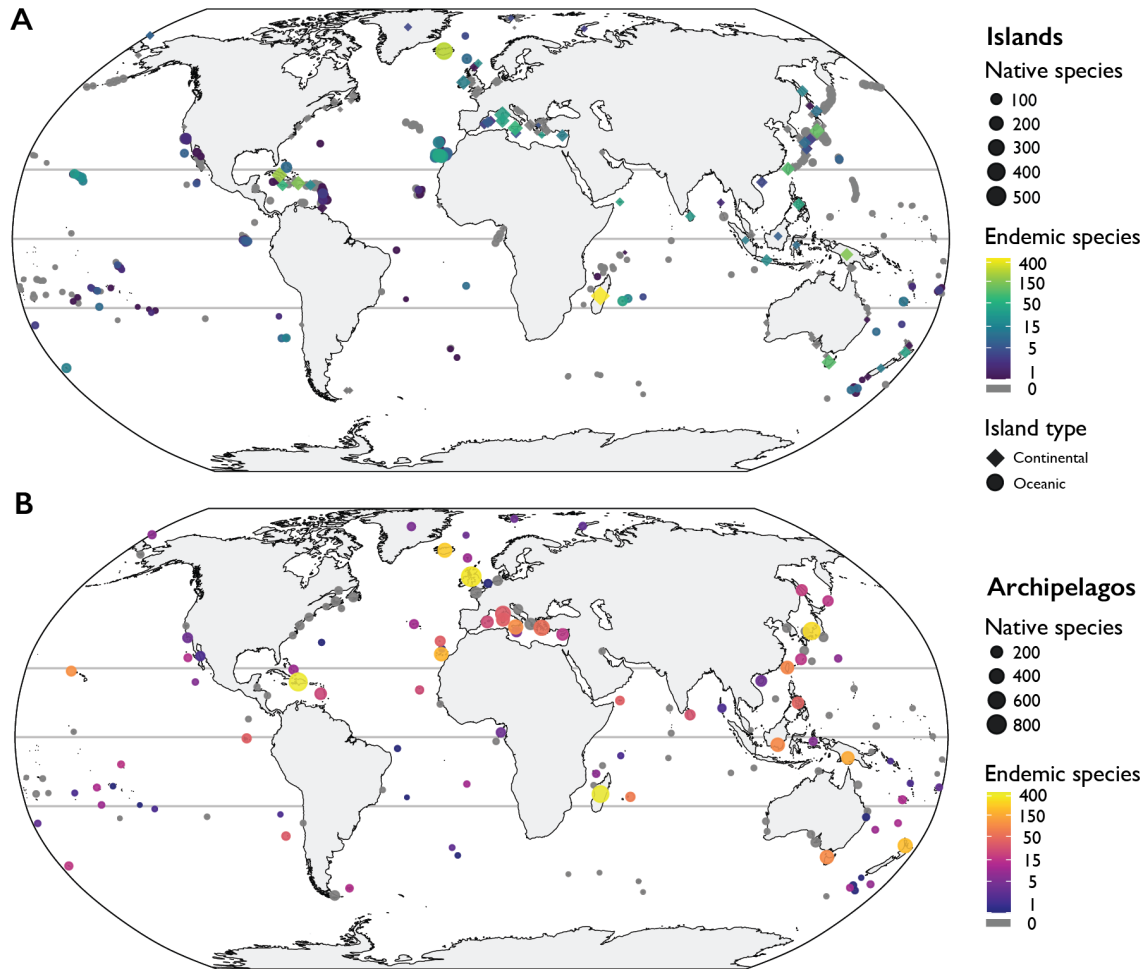 A
Islands
Native species
100
200
300
400
500
Endemic species
400
150
50
15
5
1
0
Island type
Continental
Oceanic
B
Archipelagos
Native species
200
400
600
800
Endemic species
400
150
50
15
5
1
0